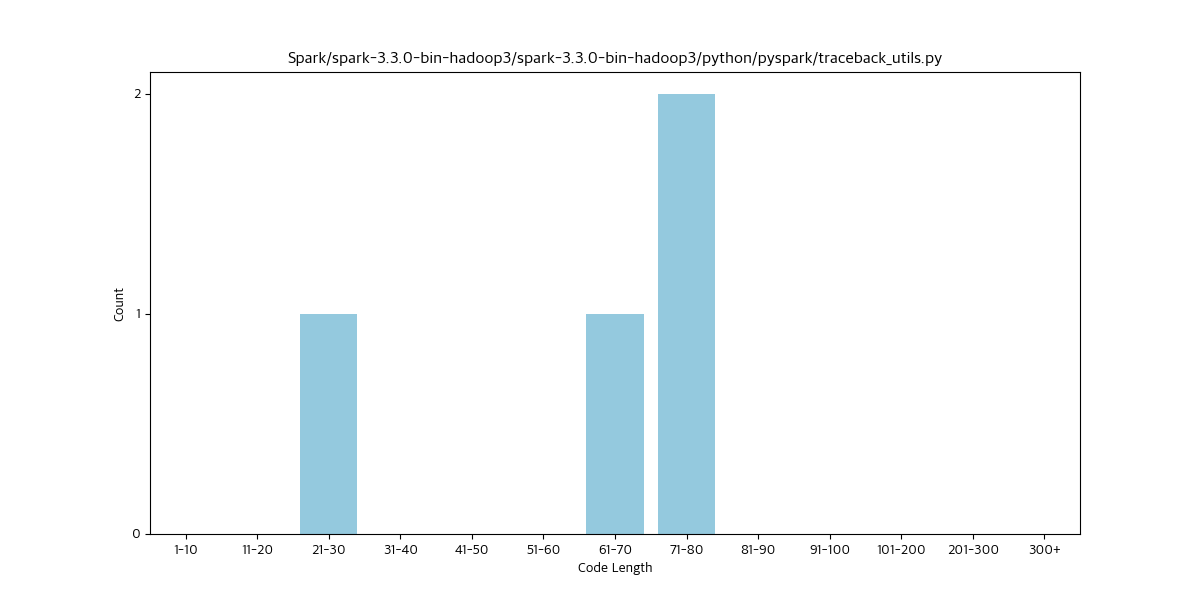 Spark/spark-3.3.0-bin-hadoop3/spark-3.3.0-bin-hadoop3/python/pyspark/traceback_utils.py
2
1
0
Count
1-10 11-20 21-30 31-40 41-50 51-60 61-70 71-80 81-90 91-100 101-200 201-300 300+
Code Length